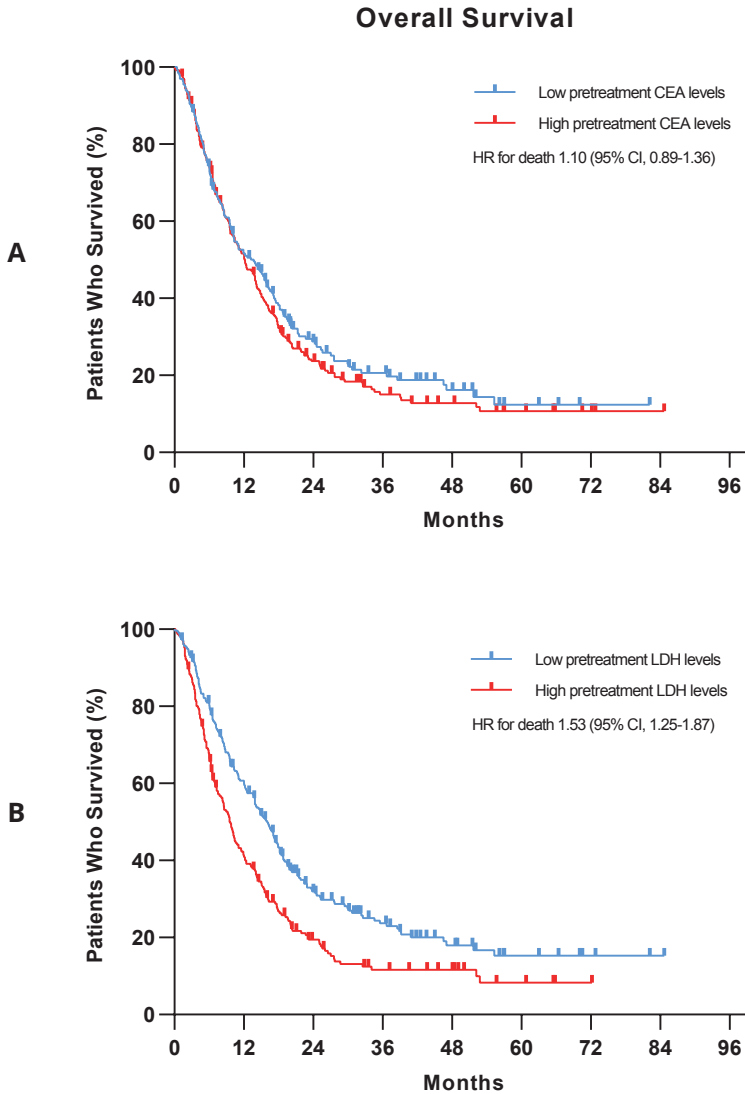 Overall Survival
A
Patients Who Survived (%)
100
80
60
40
20
0
Low pretreatment CEA levels
High pretreatment CEA levels
HR for death 1.10 (95% CI, 0.89-1.36)
0 12 24 36 48 60 72 84 96
Months
B
Patients Who Survived (%)
100
80
60
40
20
0
Low pretreatment LDH levels
High pretreatment LDH levels
HR for death 1.53 (95% CI, 1.25-1.87)
0 12 24 36 48 60 72 84 96
Months